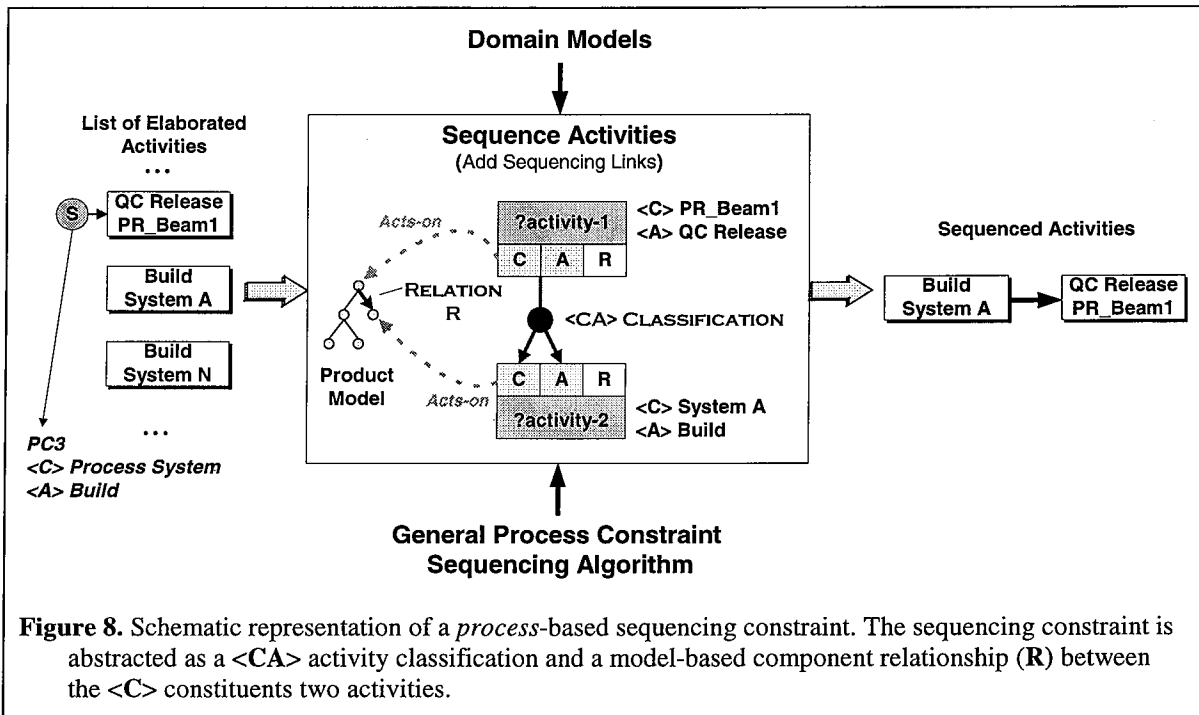 Domain Models
List of Elaborated
Activities
...
S
QC Release
PR_Beam1
Build
System A
Build
System N
...
PC3
<C> Process System
<A> Build
Sequence Activities
(Add Sequencing Links)
Acts-on
?activity-1
C A R
<C> PR_Beam1
<A> QC Release
RELATION
R
<CA> CLASSIFICATION
Product
Model
Acts-on
C A R
?activity-2
<C> System A
<A> Build
Sequenced Activities
Build
System A
QC Release
PR_Beam1
General Process Constraint
Sequencing Algorithm
Figure 8. Schematic representation of a process-based sequencing constraint. The sequencing constraint is
abstracted as a <CA> activity classification and a model-based component relationship (R) between
the <C> constituents two activities.